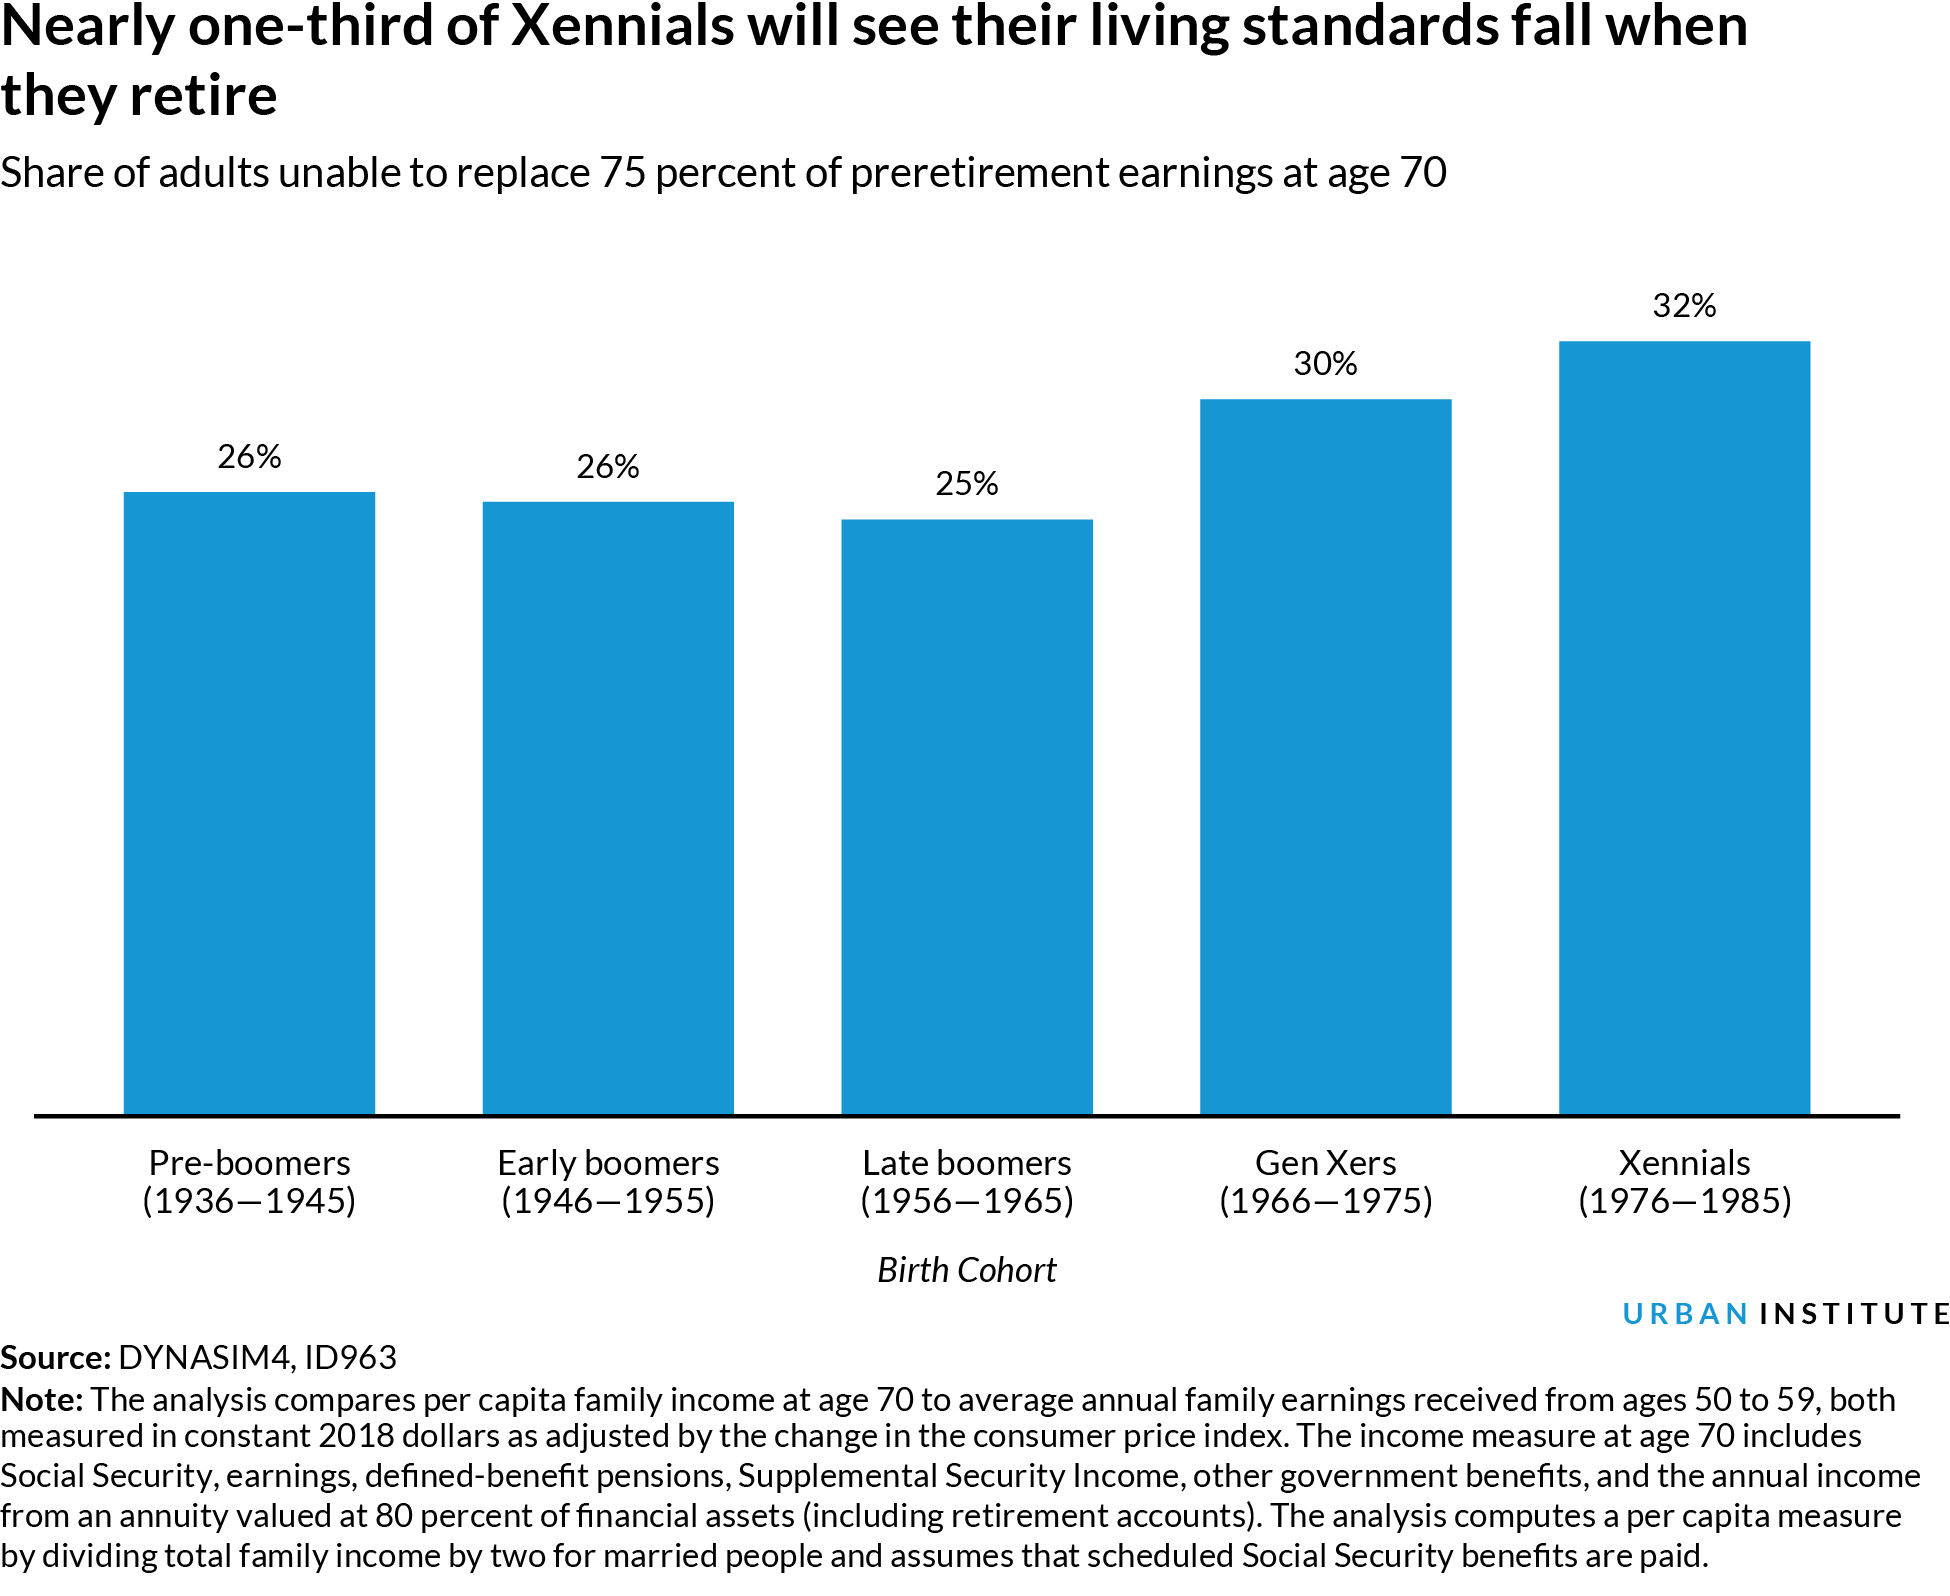 Nearly one-third of Xennials will see their living standards fall when
they retire
Share of adults unable to replace 75 percent of preretirement earnings at age 70
26%
26%
25%
30%
32%
Pre-boomers
(1936—1945)
Early boomers
(1946—1955)
Late boomers
(1956—1965)
Gen Xers
(1966—1975)
Xennials
(1976—1985)
Birth Cohort
URBAN INSTITUTE
Source: DYNASIM4, ID963
Note: The analysis compares per capita family income at age 70 to average annual family earnings received from ages 50 to 59, both
measured in constant 2018 dollars as adjusted by the change in the consumer price index. The income measure at age 70 includes
Social Security, earnings, defined-benefit pensions, Supplemental Security Income, other government benefits, and the annual income
from an annuity valued at 80 percent of financial assets (including retirement accounts). The analysis computes a per capita measure
by dividing total family income by two for married people and assumes that scheduled Social Security benefits are paid.